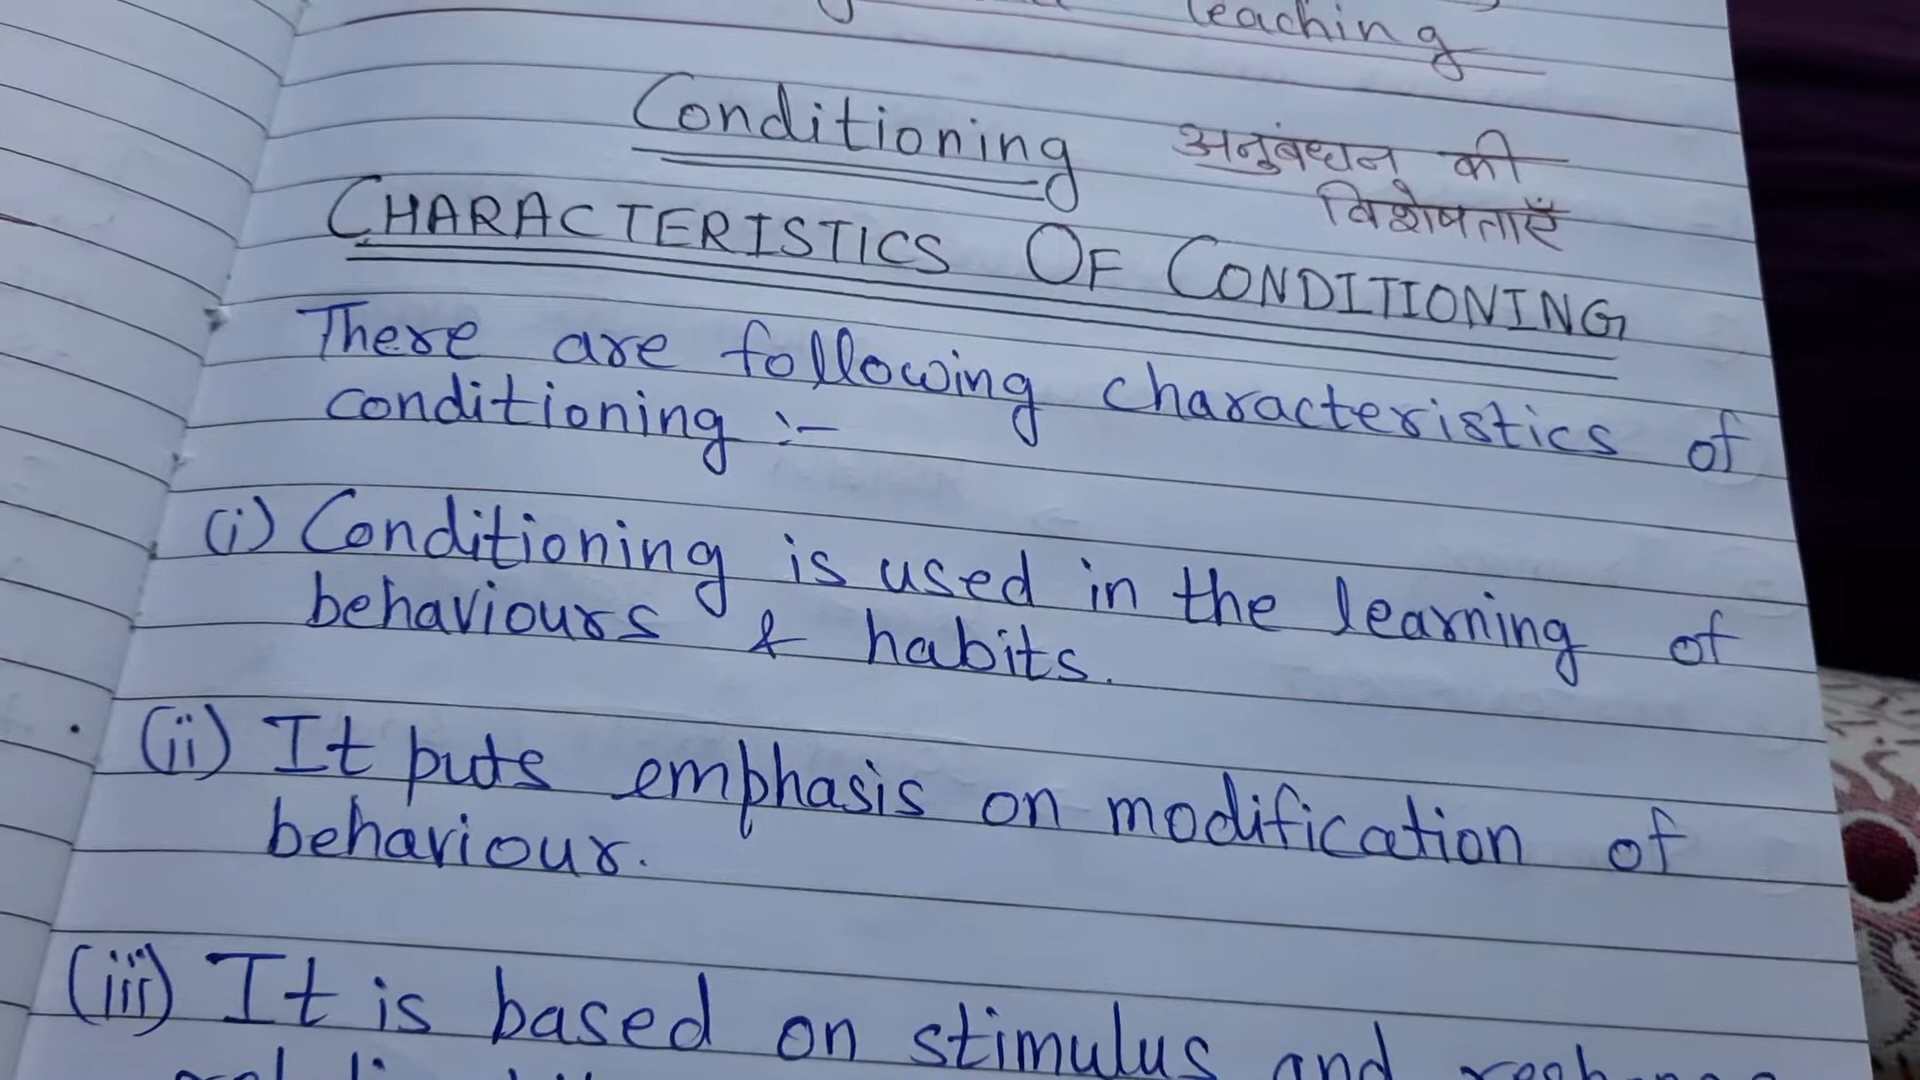 teaching
Conditioning अनुबंधन की
विशेषताएँ
CHARACTERISTICS OF CONDITIONING
There are following characteristics of
conditioning :-
(i) Conditioning is used in the learning of
behaviours & habits.
(ii) It puts emphasis on modification of
behaviour.
(iii) It is based on stimulus and